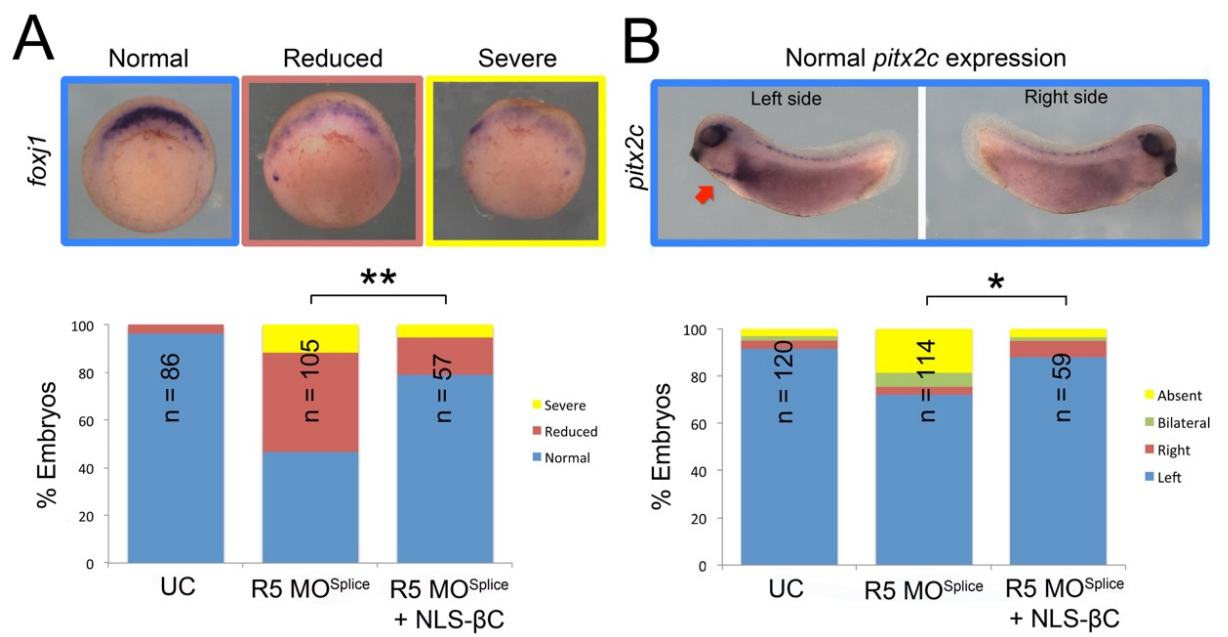 A
Normal
Reduced
Severe
foxj1
**
100
80
60
40
20
0
% Embryos
n = 86
n = 105
n = 57
Severe
Reduced
Normal
UC
R5 MOSplice
R5 MOSplice
+ NLS-βC
B
Normal pitx2c expression
Left side
Right side
pitx2c
*
100
80
60
40
20
0
% Embryos
n = 120
n = 114
n = 59
Absent
Bilateral
Right
Left
UC
R5 MOSplice
R5 MOSplice
+ NLS-βC